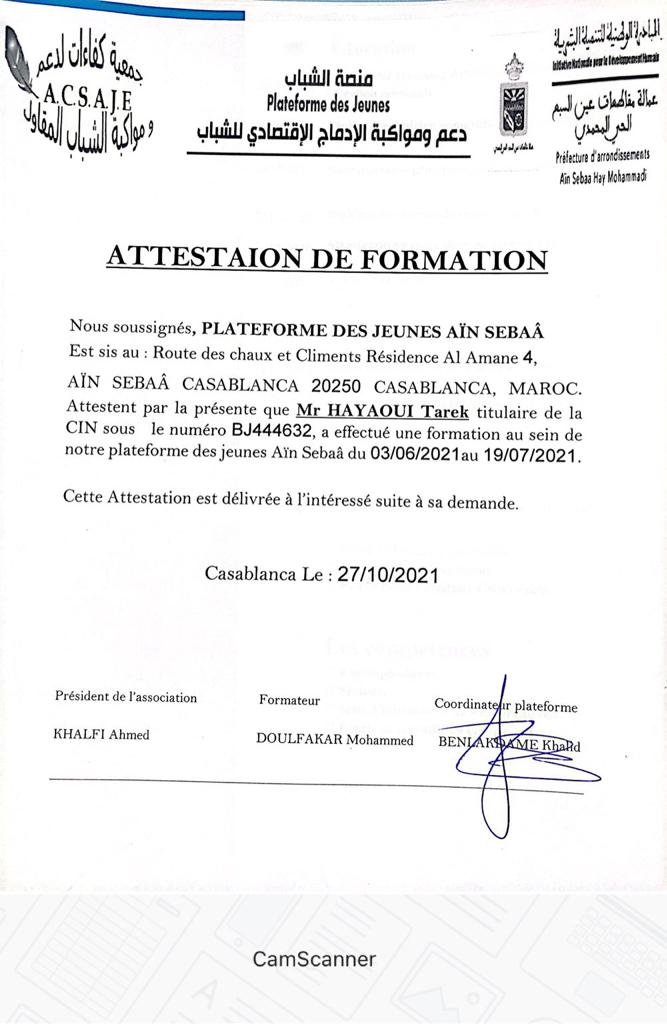 جمعية كفاءات لدعم
A.C.S.A.J.E
و مواكبة الشباب المقاول
منصة الشباب
Plateforme des Jeunes
دعم ومواكبة الإدماج الإقتصادي للشباب
المبادرة الوطنية للتنمية البشرية
Initiative Nationale pour le Développement Humain
عمالة مقاطعات عين السبع
الحي المحمدي
Préfecture d'arrondissements
Aïn Sebaa Hay Mohammadi
ATTESTAION DE FORMATION
Nous soussignés, PLATEFORME DES JEUNES AÏN SEBAÂ
Est sis au : Route des chaux et Climents Résidence Al Amane 4,
AÏN SEBAÂ CASABLANCA 20250 CASABLANCA, MAROC.
Attestent par la présente que Mr HAYAOUI Tarek titulaire de la
CIN sous le numéro BJ444632, a effectué une formation au sein de
notre plateforme des jeunes Aïn Sebaâ du 03/06/2021au 19/07/2021.
Cette Attestation est délivrée à l'intéressé suite à sa demande.
Casablanca Le : 27/10/2021
Président de l'association
Formateur
Coordinateur plateforme
KHALFI Ahmed
DOULFAKAR Mohammed
BENLAKDAME Khalid
CamScanner